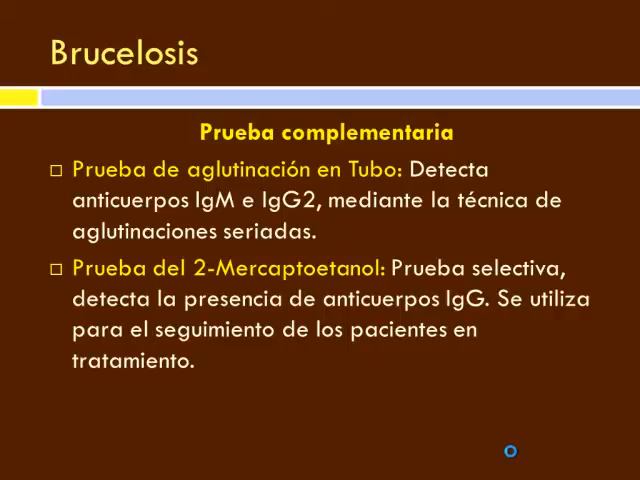 Brucelosis
Prueba complementaria
Prueba de aglutinación en Tubo: Detecta
anticuerpos IgM e IgG2, mediante la técnica de
aglutinaciones seriadas.
Prueba del 2-Mercaptoetanol: Prueba selectiva,
detecta la presencia de anticuerpos IgG. Se utiliza
para el seguimiento de los pacientes en
tratamiento.